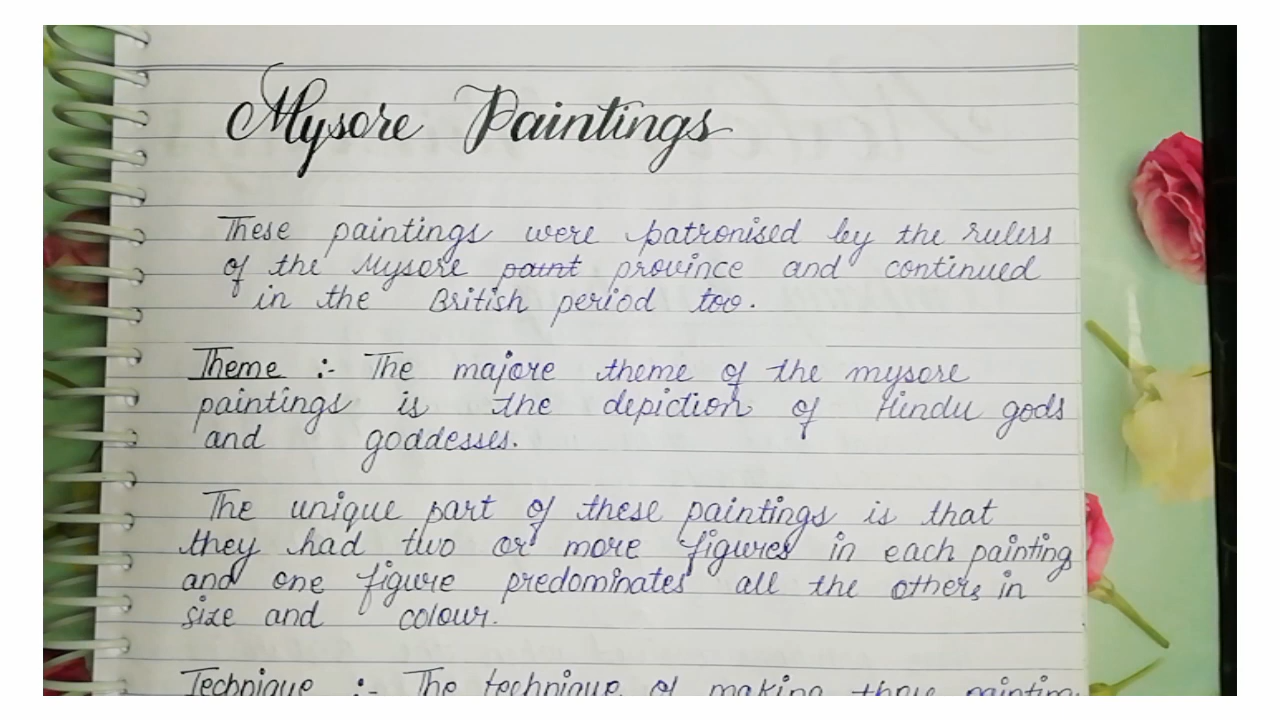 Mysore Paintings
These paintings were patronised by the rulers
of the Mysore paint province and continued
in the British period too.
Theme :- The majore theme of the mysore
paintings is the depiction of Hindu gods
and goddesses.
The unique part of these paintings is that
they had two or more figures in each painting
and one figure predominates all the others in
size and colour.
Technique :- The technique of making these